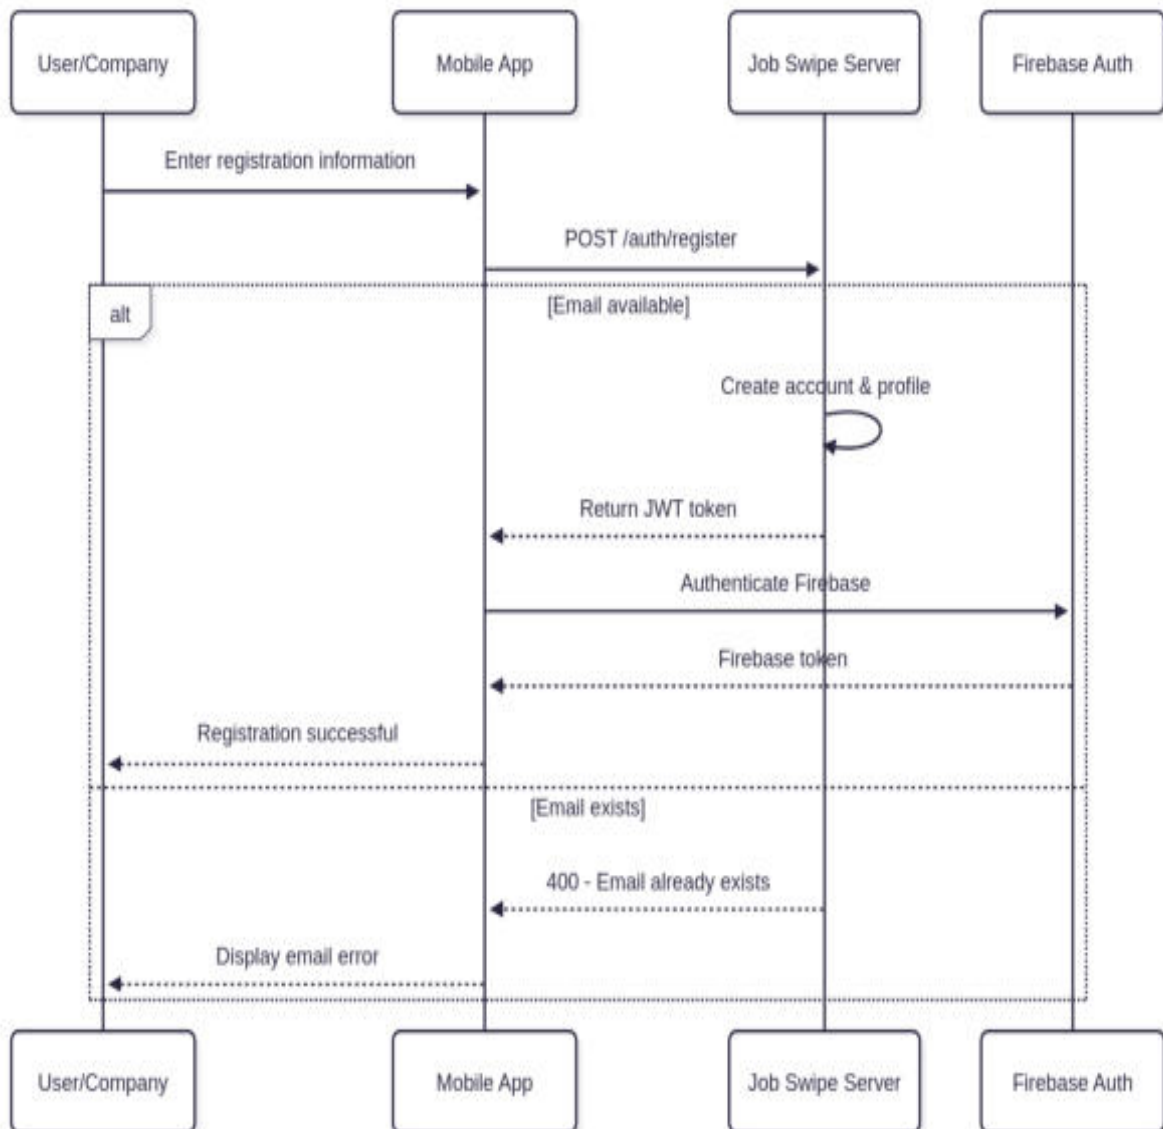 User/Company
Mobile App
Job Swipe Server
Firebase Auth
Enter registration information
POST /auth/register
alt
[Email available]
Create account & profile
Return JWT token
Authenticate Firebase
Firebase token
Registration successful
[Email exists]
400 - Email already exists
Display email error
User/Company
Mobile App
Job Swipe Server
Firebase Auth